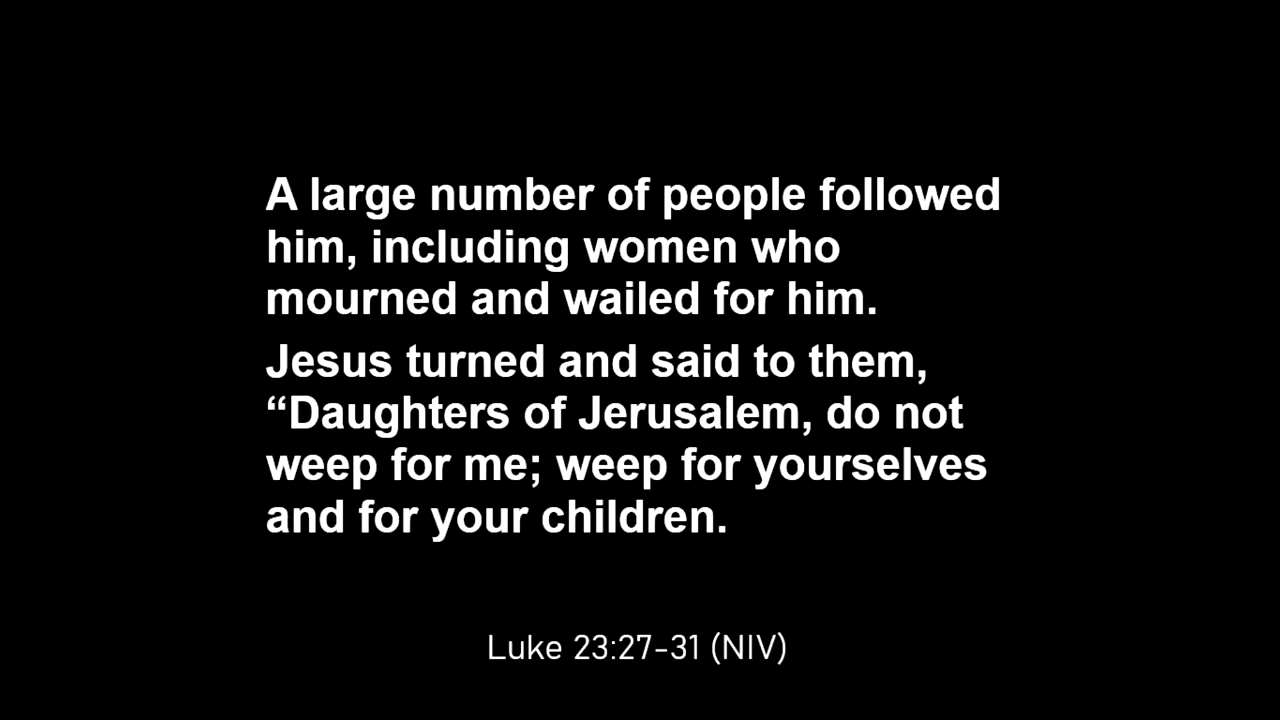 A large number of people followed
him, including women who
mourned and wailed for him.
Jesus turned and said to them,
“Daughters of Jerusalem, do not
weep for me; weep for yourselves
and for your children.
Luke 23:27-31 (NIV)